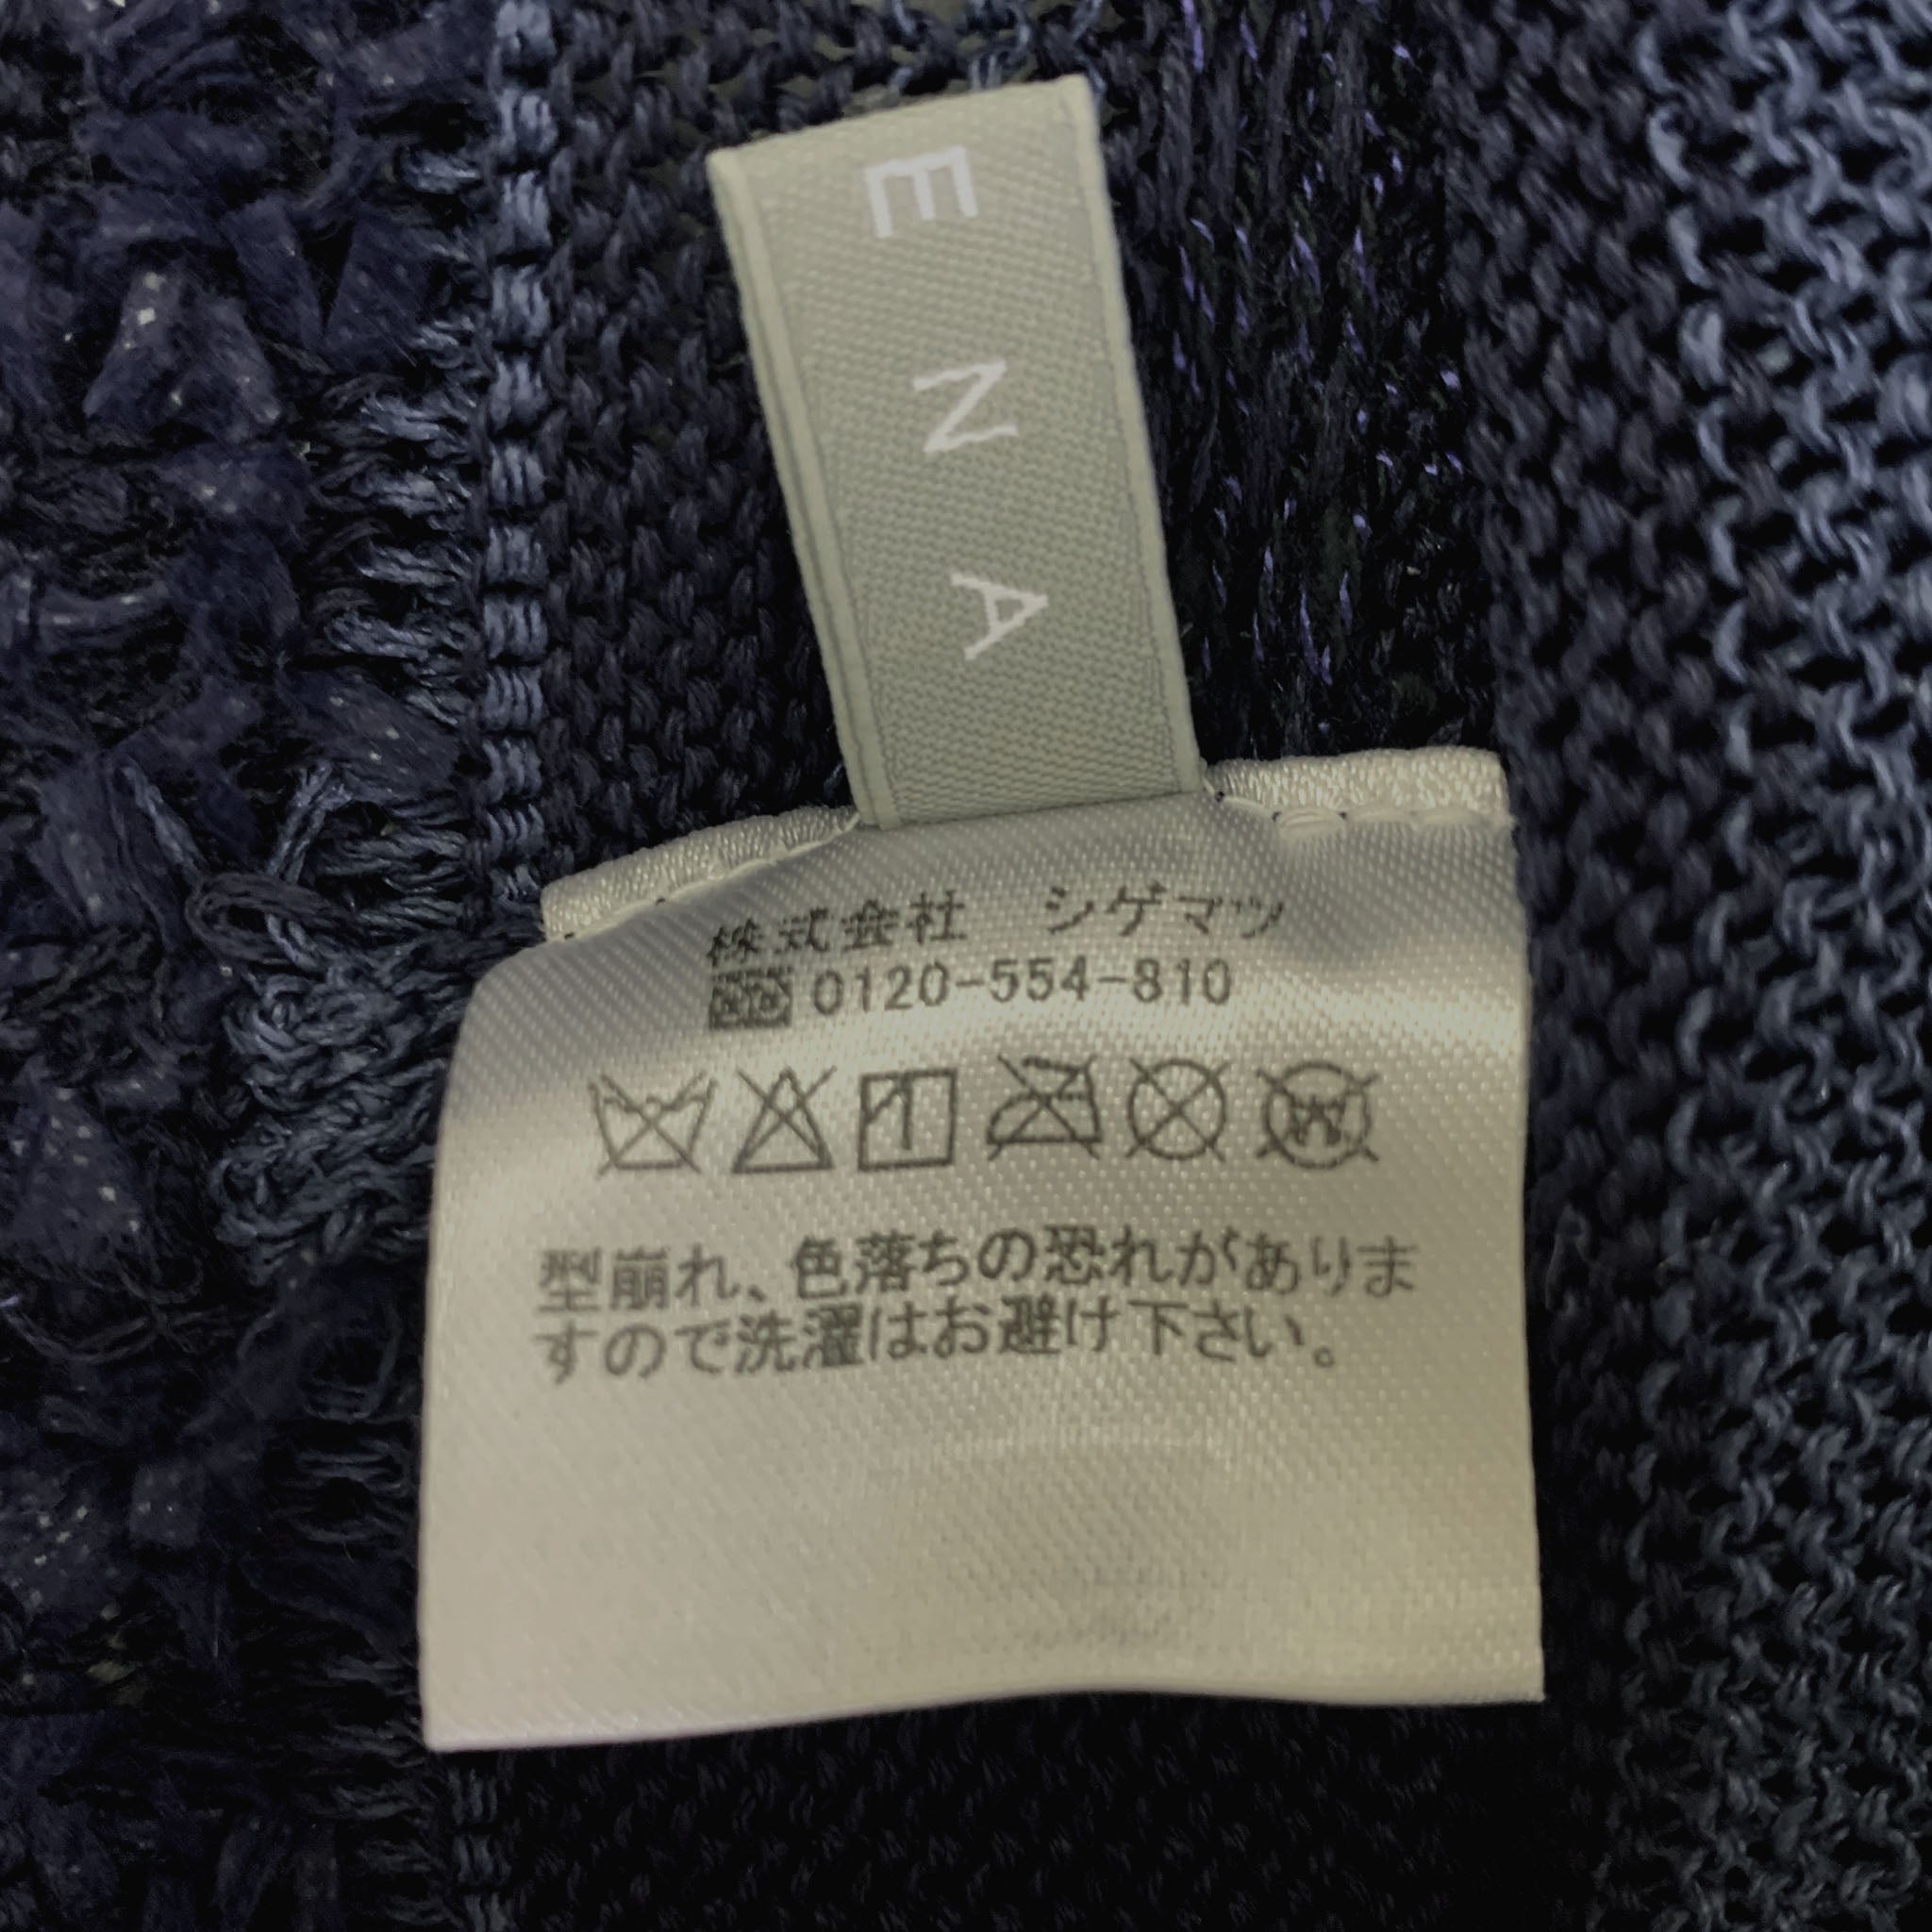 ENA
株式会社 シゲマツ
0120-554-810
型崩れ、色落ちの恐れがありま
すので洗濯はお避け下さい。